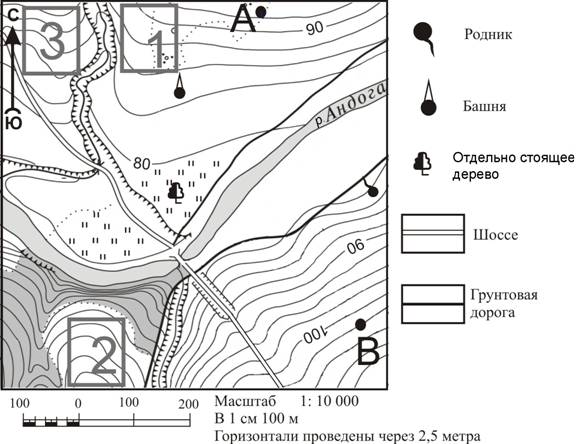 С
Ю
3
1
А
90
80
р. Андога
90
100
2
В
Родник
Башня
Отдельно стоящее
дерево
Шоссе
Грунтовая
дорога
100 0 100 200
Масштаб 1: 10 000
В 1 см 100 м
Горизонтали проведены через 2,5 метра